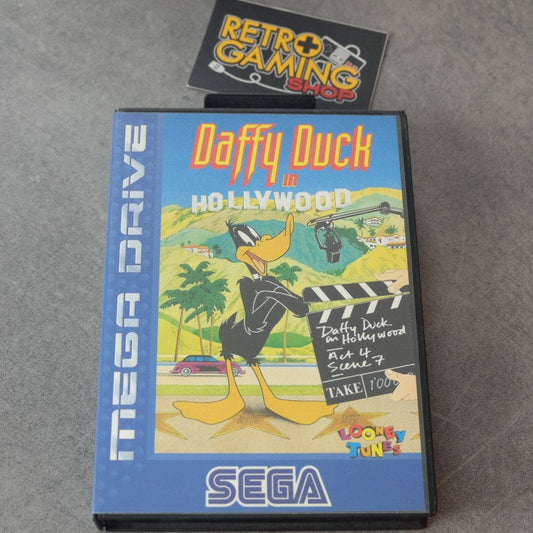 RETRO
GAMING
SHOP
MEGA DRIVE
Daffy Duck
in
HOLLYWOOD
Daffy Duck
in Hollywood
Act 4
Scene 7
TAKE
LOONEY
TUNES
SEGA